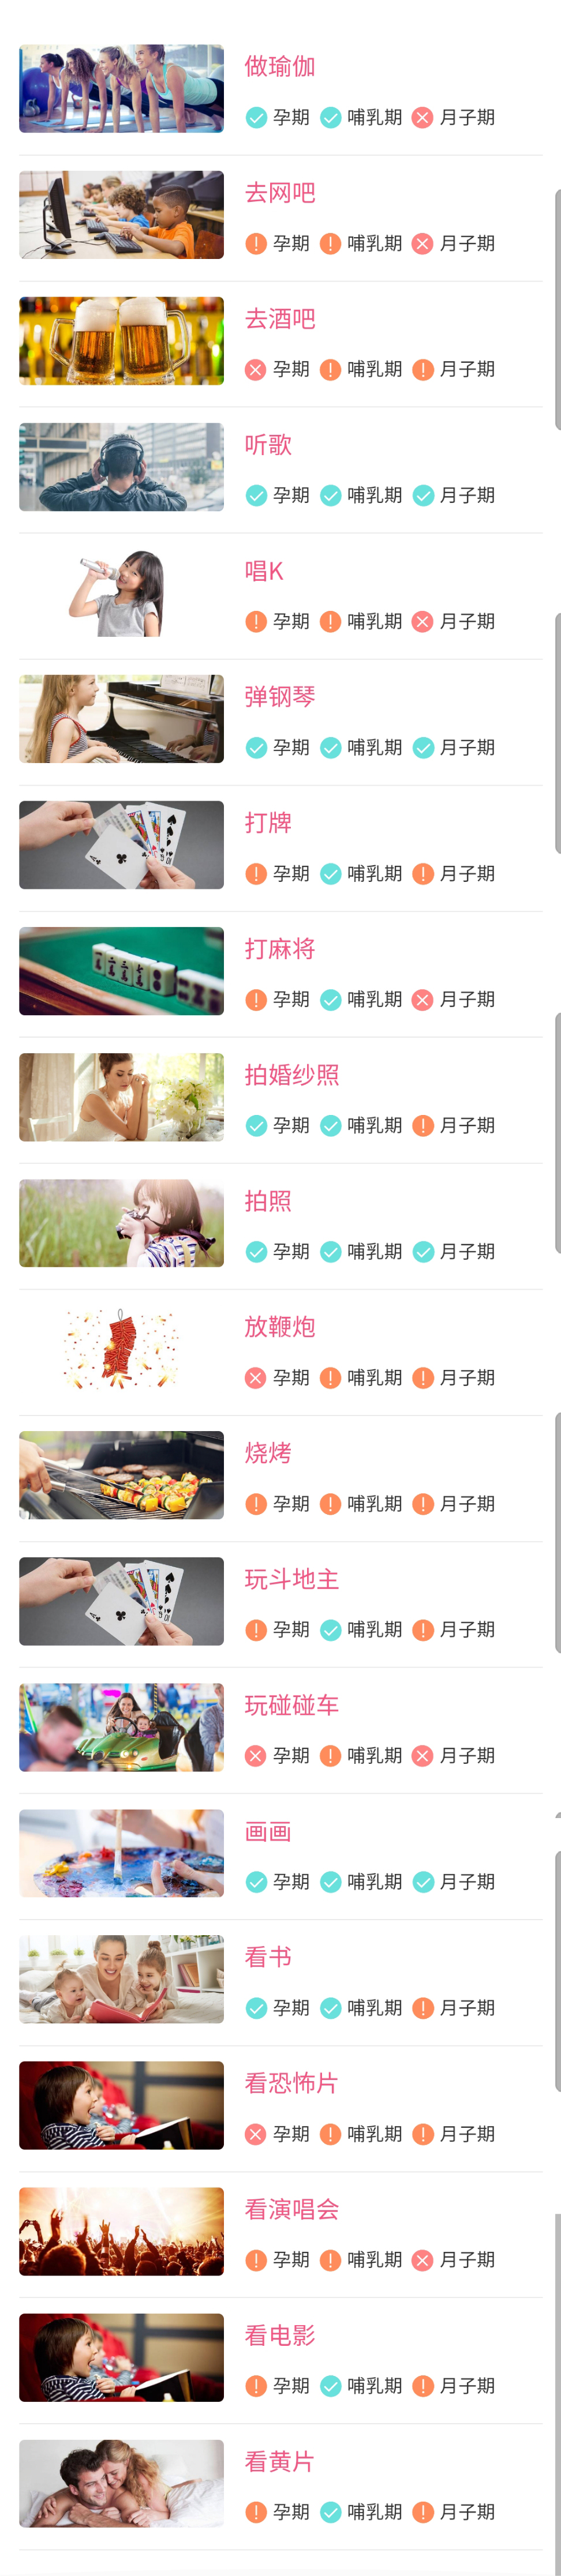 做瑜伽
孕期 哺乳期 月子期
去网吧
孕期 哺乳期 月子期
去酒吧
孕期 哺乳期 月子期
听歌
孕期 哺乳期 月子期
唱K
孕期 哺乳期 月子期
弹钢琴
孕期 哺乳期 月子期
打牌
孕期 哺乳期 月子期
打麻将
孕期 哺乳期 月子期
拍婚纱照
孕期 哺乳期 月子期
拍照
孕期 哺乳期 月子期
放鞭炮
孕期 哺乳期 月子期
烧烤
孕期 哺乳期 月子期
玩斗地主
孕期 哺乳期 月子期
玩碰碰车
孕期 哺乳期 月子期
画画
孕期 哺乳期 月子期
看书
孕期 哺乳期 月子期
看恐怖片
孕期 哺乳期 月子期
看演唱会
孕期 哺乳期 月子期
看电影
孕期 哺乳期 月子期
看黄片
孕期 哺乳期 月子期